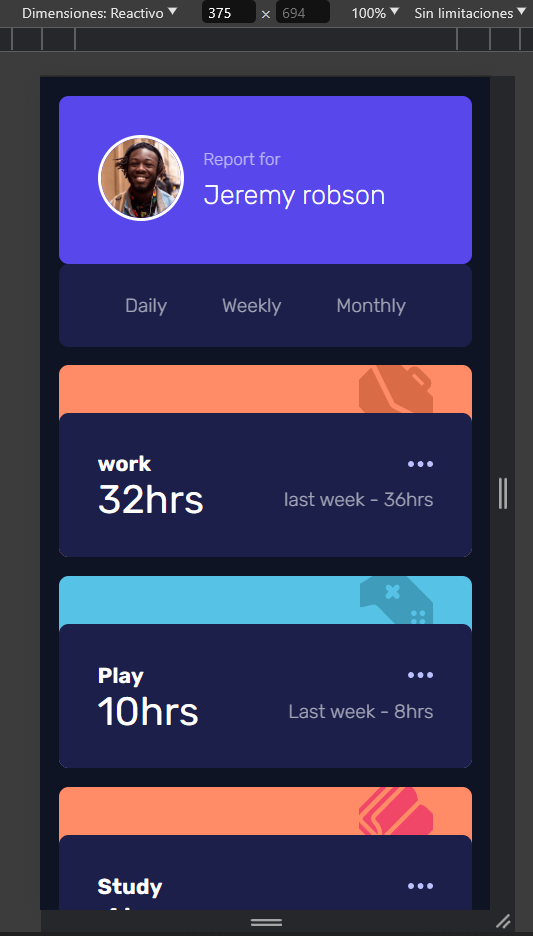 Dimensiones: Reactivo 375 × 694 100% Sin limitaciones
Report for
Jeremy robson
Daily Weekly Monthly
work
32hrs last week - 36hrs
Play
10hrs Last week - 8hrs
Study